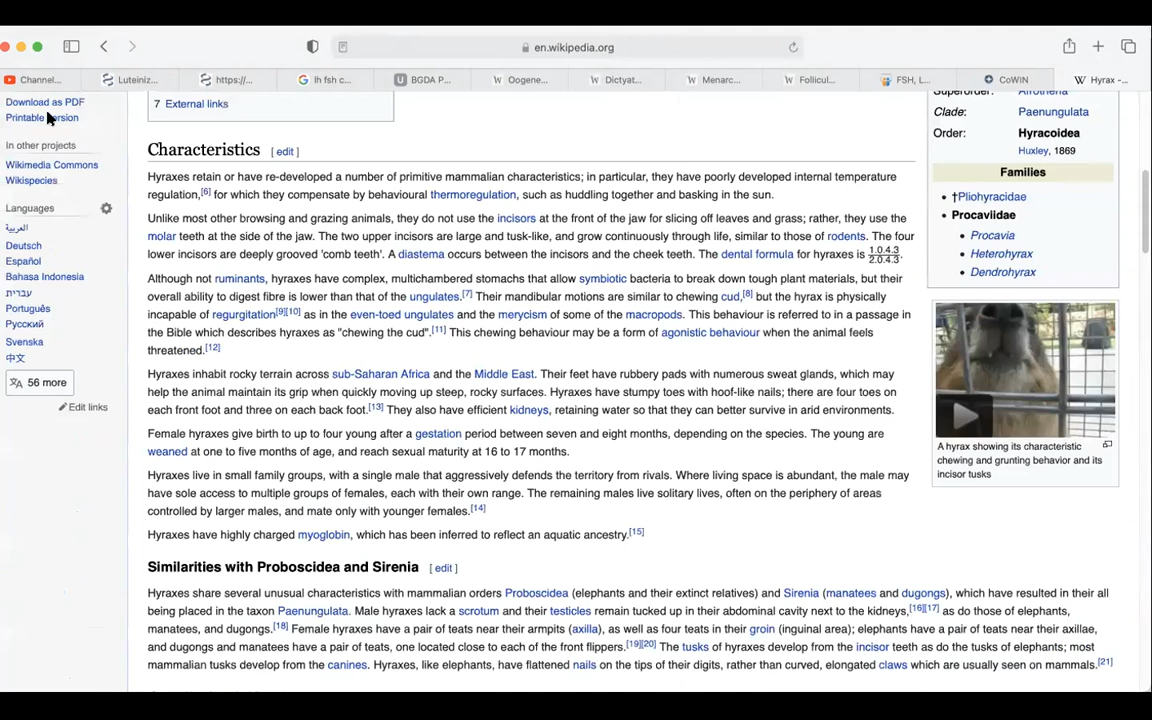 en.wikipedia.org
Channel...
Luteiniz...
https://...
lh fsh c...
BGDA P...
Oogene...
Dictyat...
Menarc...
Follicul...
FSH, L...
CoWIN
Hyrax –...
Download as PDF
Printable version
In other projects
Wikimedia Commons
Wikispecies
Languages
العربية
Deutsch
Español
Bahasa Indonesia
עברית
Português
Русский
Svenska
中文
56 more
Edit links
7 External links
Characteristics [ edit ]
Hyraxes retain or have re-developed a number of primitive mammalian characteristics; in particular, they have poorly developed internal temperature
regulation,[6] for which they compensate by behavioural thermoregulation, such as huddling together and basking in the sun.
Unlike most other browsing and grazing animals, they do not use the incisors at the front of the jaw for slicing off leaves and grass; rather, they use the
molar teeth at the side of the jaw. The two upper incisors are large and tusk-like, and grow continuously through life, similar to those of rodents. The four
lower incisors are deeply grooved 'comb teeth'. A diastema occurs between the incisors and the cheek teeth. The dental formula for hyraxes is 1.0.4.3/2.0.4.3.
Although not ruminants, hyraxes have complex, multichambered stomachs that allow symbiotic bacteria to break down tough plant materials, but their
overall ability to digest fibre is lower than that of the ungulates.[7] Their mandibular motions are similar to chewing cud,[8] but the hyrax is physically
incapable of regurgitation[9][10] as in the even-toed ungulates and the merycism of some of the macropods. This behaviour is referred to in a passage in
the Bible which describes hyraxes as "chewing the cud".[11] This chewing behaviour may be a form of agonistic behaviour when the animal feels
threatened.[12]
Hyraxes inhabit rocky terrain across sub-Saharan Africa and the Middle East. Their feet have rubbery pads with numerous sweat glands, which may
help the animal maintain its grip when quickly moving up steep, rocky surfaces. Hyraxes have stumpy toes with hoof-like nails; there are four toes on
each front foot and three on each back foot.[13] They also have efficient kidneys, retaining water so that they can better survive in arid environments.
Female hyraxes give birth to up to four young after a gestation period between seven and eight months, depending on the species. The young are
weaned at one to five months of age, and reach sexual maturity at 16 to 17 months.
Hyraxes live in small family groups, with a single male that aggressively defends the territory from rivals. Where living space is abundant, the male may
have sole access to multiple groups of females, each with their own range. The remaining males live solitary lives, often on the periphery of areas
controlled by larger males, and mate only with younger females.[14]
Hyraxes have highly charged myoglobin, which has been inferred to reflect an aquatic ancestry.[15]
Similarities with Proboscidea and Sirenia [ edit ]
Hyraxes share several unusual characteristics with mammalian orders Proboscidea (elephants and their extinct relatives) and Sirenia (manatees and dugongs), which have resulted in their all
being placed in the taxon Paenungulata. Male hyraxes lack a scrotum and their testicles remain tucked up in their abdominal cavity next to the kidneys,[16][17] as do those of elephants,
manatees, and dugongs.[18] Female hyraxes have a pair of teats near their armpits (axilla), as well as four teats in their groin (inguinal area); elephants have a pair of teats near their axillae,
and dugongs and manatees have a pair of teats, one located close to each of the front flippers.[19][20] The tusks of hyraxes develop from the incisor teeth as do the tusks of elephants; most
mammalian tusks develop from the canines. Hyraxes, like elephants, have flattened nails on the tips of their digits, rather than curved, elongated claws which are usually seen on mammals.[21]
Superorder: Afrotheria
Clade: Paenungulata
Order: Hyracoidea
Huxley, 1869
Families
†Pliohyracidae
Procaviidae
Procavia
Heterohyrax
Dendrohyrax
A hyrax showing its characteristic
chewing and grunting behavior and its
incisor tusks